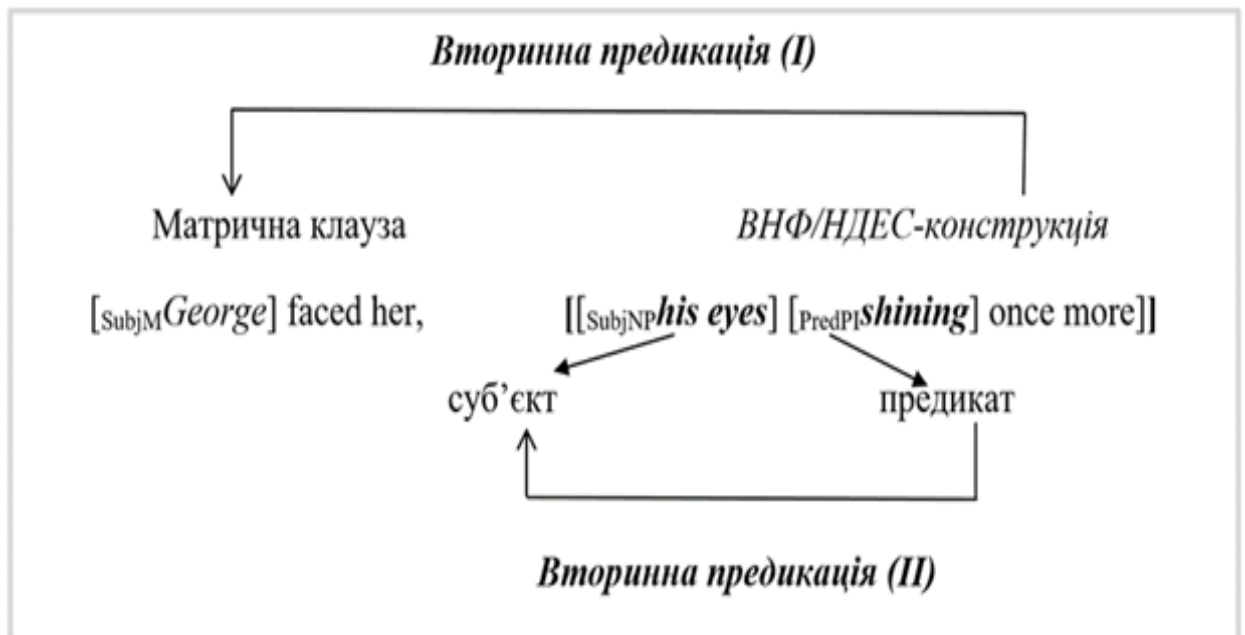 Вторинна предикація (I)
Матрична клауза ВНФ/НДЕС-конструкція
[SubjMGeorge] faced her, [[SubjNPhis eyes] [PredPIshining] once more]]
суб’єкт предикат
Вторинна предикація (II)